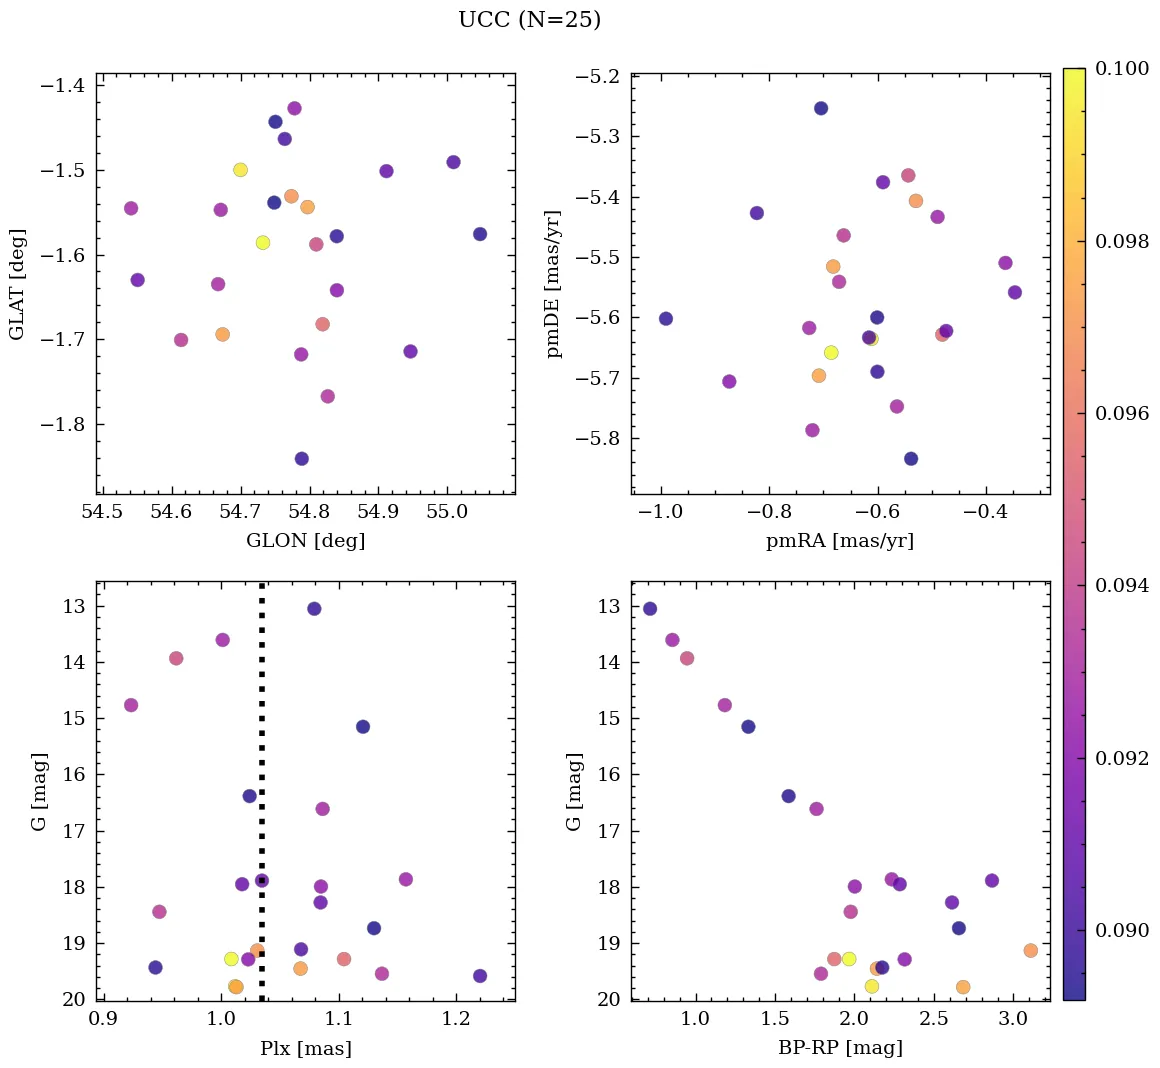 UCC (N=25)
−1.4
−1.5
−1.6
−1.7
−1.8
GLAT [deg]
54.5 54.6 54.7 54.8 54.9 55.0
GLON [deg]
−5.2
−5.3
−5.4
−5.5
−5.6
−5.7
−5.8
pmDE [mas/yr]
−1.0 −0.8 −0.6 −0.4
pmRA [mas/yr]
0.100
0.098
0.096
0.094
0.092
0.090
13
14
15
16
17
18
19
20
G [mag]
0.9 1.0 1.1 1.2
Plx [mas]
13
14
15
16
17
18
19
20
G [mag]
1.0 1.5 2.0 2.5 3.0
BP-RP [mag]